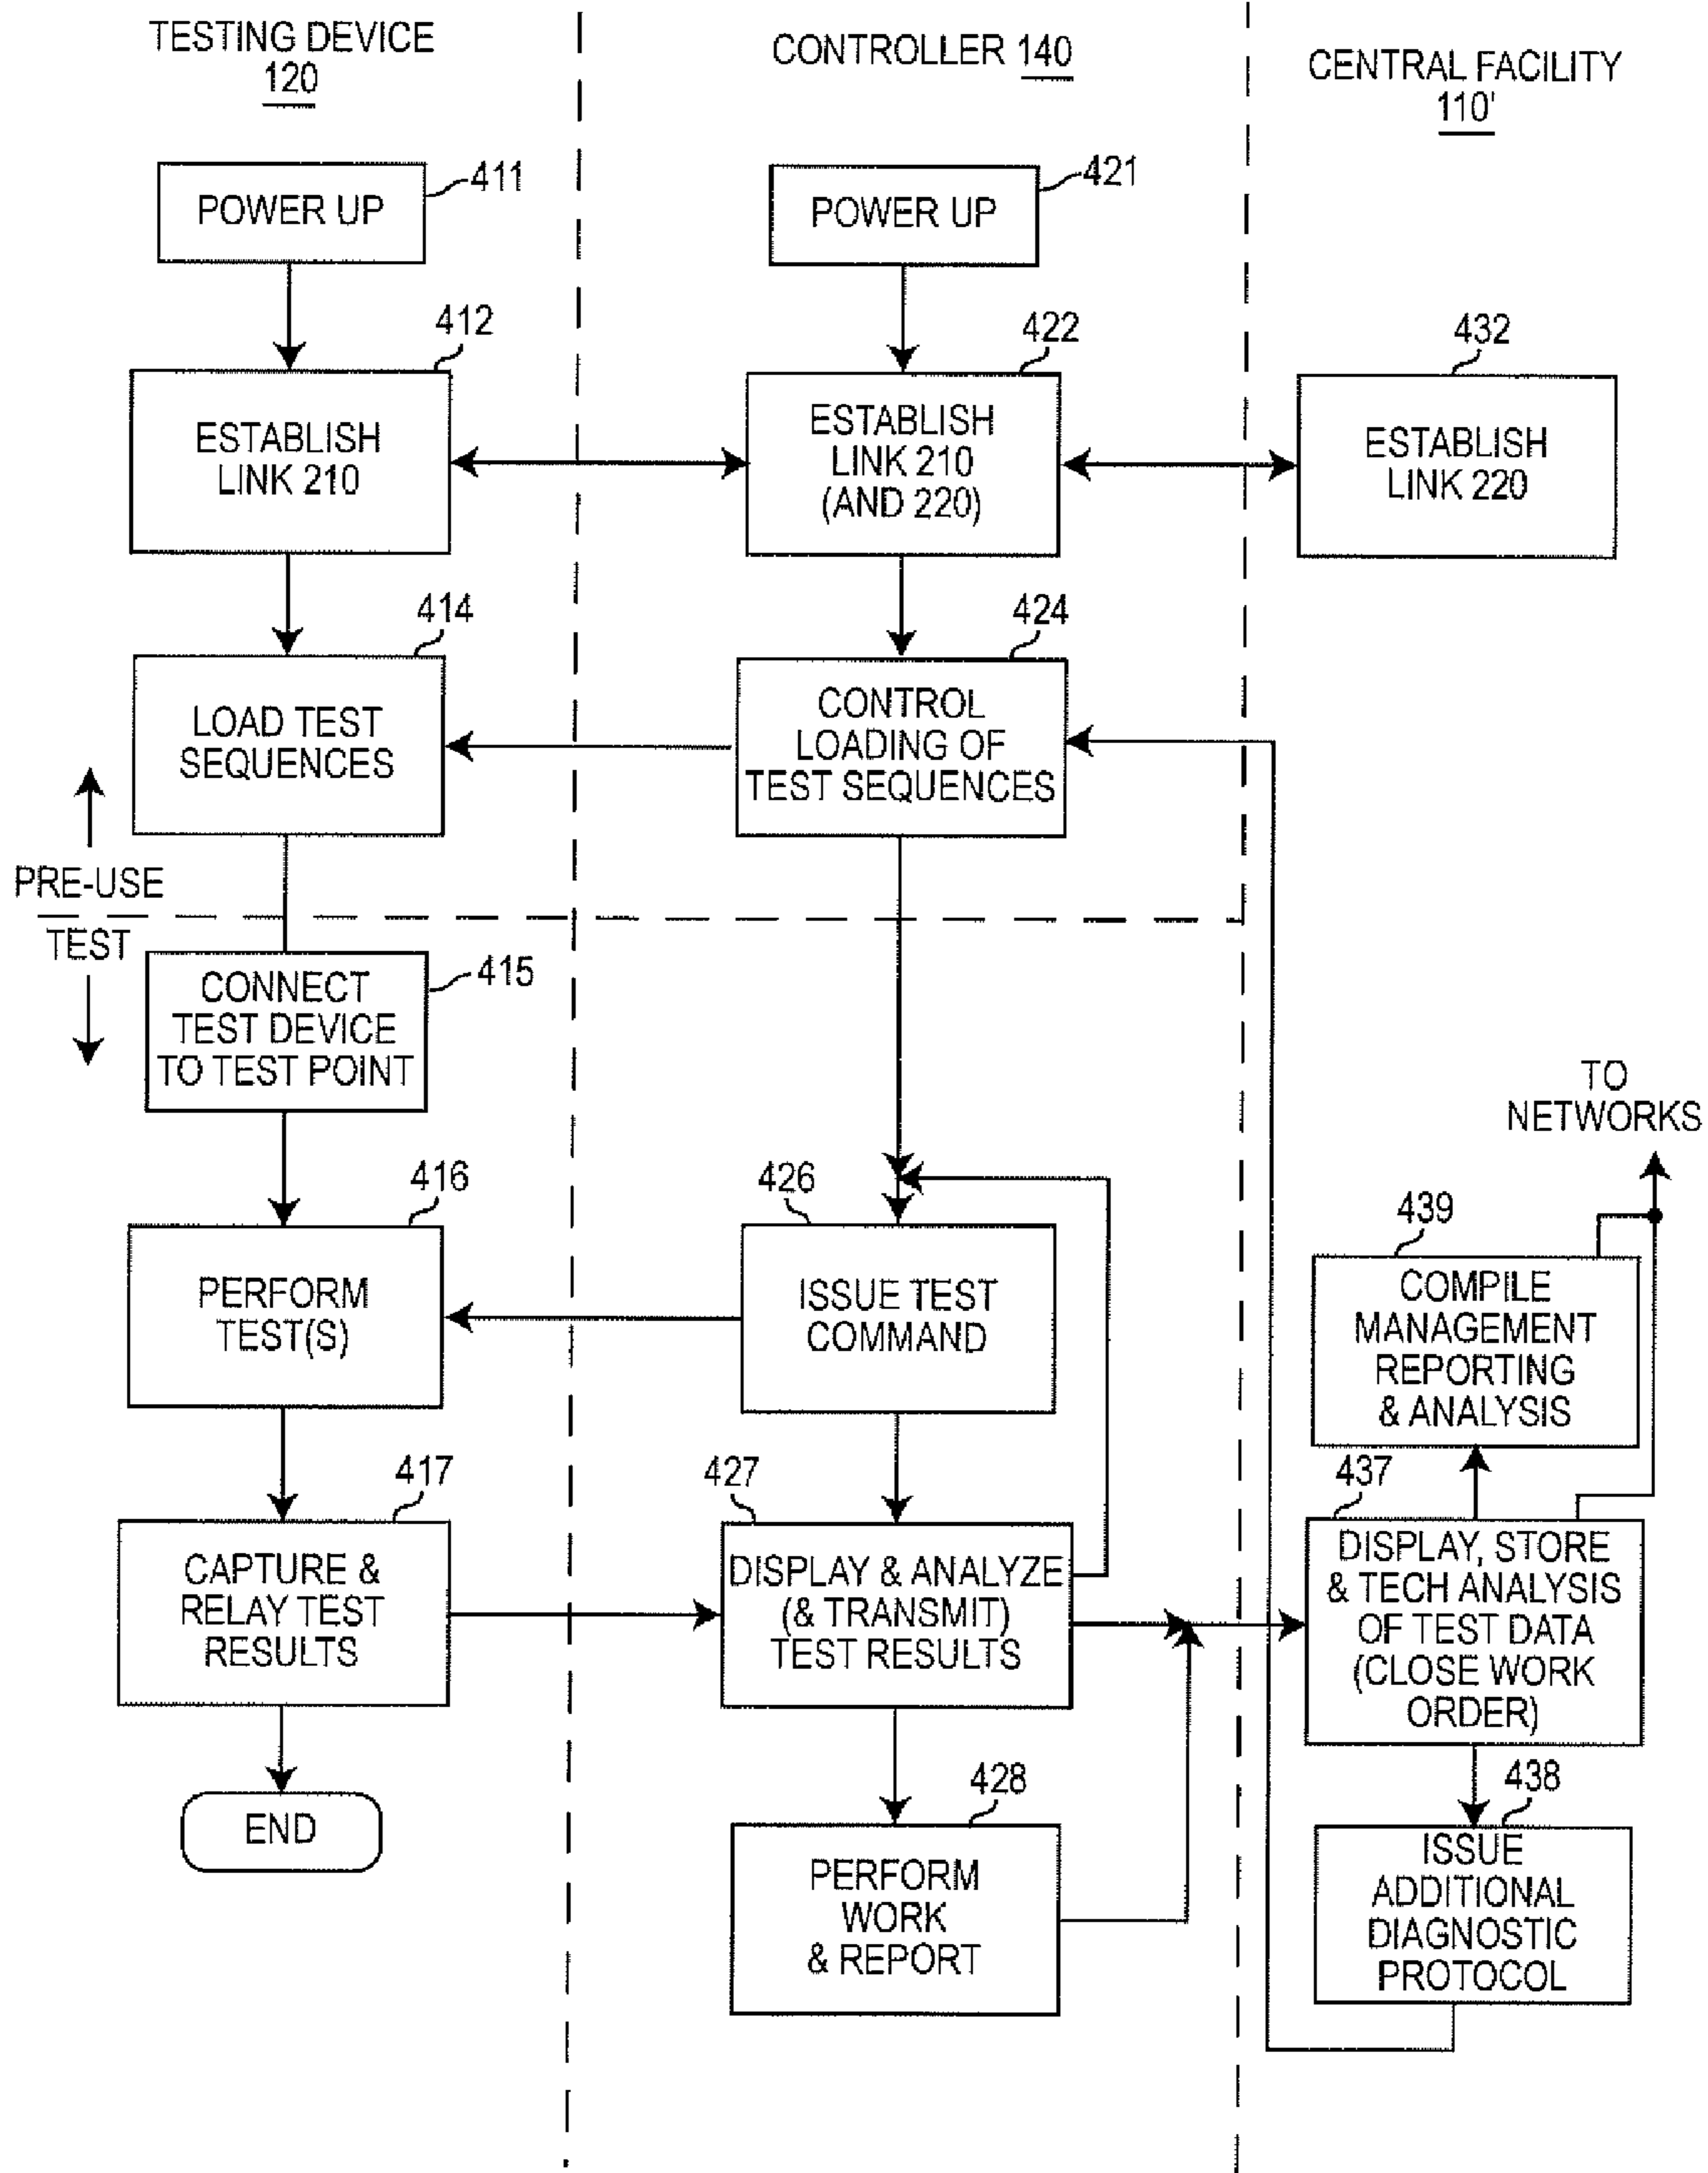 TESTING DEVICE
120
CONTROLLER 140
CENTRAL FACILITY
110'
411
POWER UP
421
POWER UP
412
ESTABLISH
LINK 210
422
ESTABLISH
LINK 210
(AND 220)
432
ESTABLISH
LINK 220
414
LOAD TEST
SEQUENCES
424
CONTROL
LOADING OF
TEST SEQUENCES
PRE-USE
TEST
415
CONNECT
TEST DEVICE
TO TEST POINT
TO
NETWORKS
416
PERFORM
TEST(S)
426
ISSUE TEST
COMMAND
439
COMPILE
MANAGEMENT
REPORTING
& ANALYSIS
417
CAPTURE &
RELAY TEST
RESULTS
427
DISPLAY & ANALYZE
(& TRANSMIT)
TEST RESULTS
437
DISPLAY, STORE
& TECH ANALYSIS
OF TEST DATA
(CLOSE WORK
ORDER)
END
428
PERFORM
WORK
& REPORT
438
ISSUE
ADDITIONAL
DIAGNOSTIC
PROTOCOL